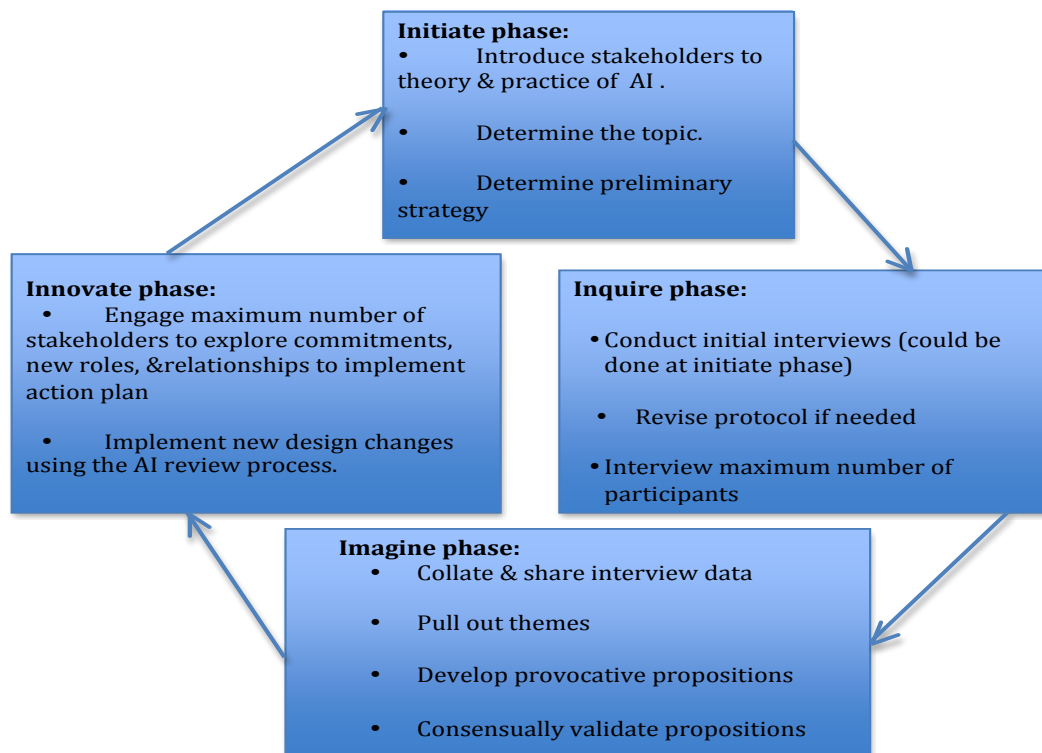 Initiate phase:
• Introduce stakeholders to
theory & practice of AI .
• Determine the topic.
• Determine preliminary
strategy
Innovate phase:
• Engage maximum number of
stakeholders to explore commitments,
new roles, &relationships to implement
action plan
• Implement new design changes
using the AI review process.
Inquire phase:
• Conduct initial interviews (could be
done at initiate phase)
• Revise protocol if needed
• Interview maximum number of
participants
Imagine phase:
• Collate & share interview data
• Pull out themes
• Develop provocative propositions
• Consensually validate propositions